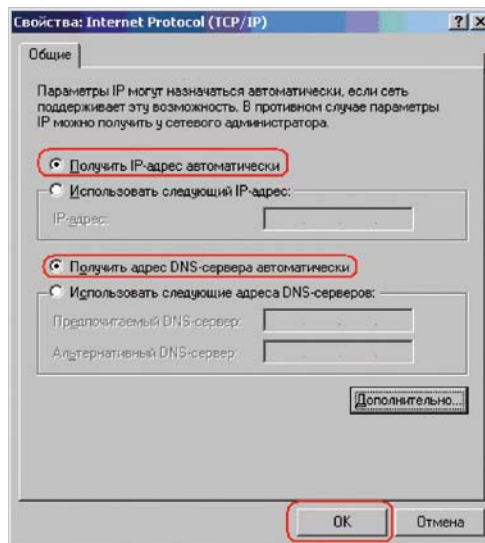 Свойства: Internet Protocol (TCP/IP)
Общие
Параметры IP могут назначаться автоматически, если сеть
поддерживает эту возможность. В противном случае параметры
IP можно получить у сетевого администратора.
Получить IP-адрес автоматически
Использовать следующий IP-адрес:
IP-адрес:
Получить адрес DNS-сервера автоматически
Использовать следующие адреса DNS-серверов:
Предпочитаемый DNS-сервер:
Альтернативный DNS-сервер:
Дополнительно...
OK Отмена